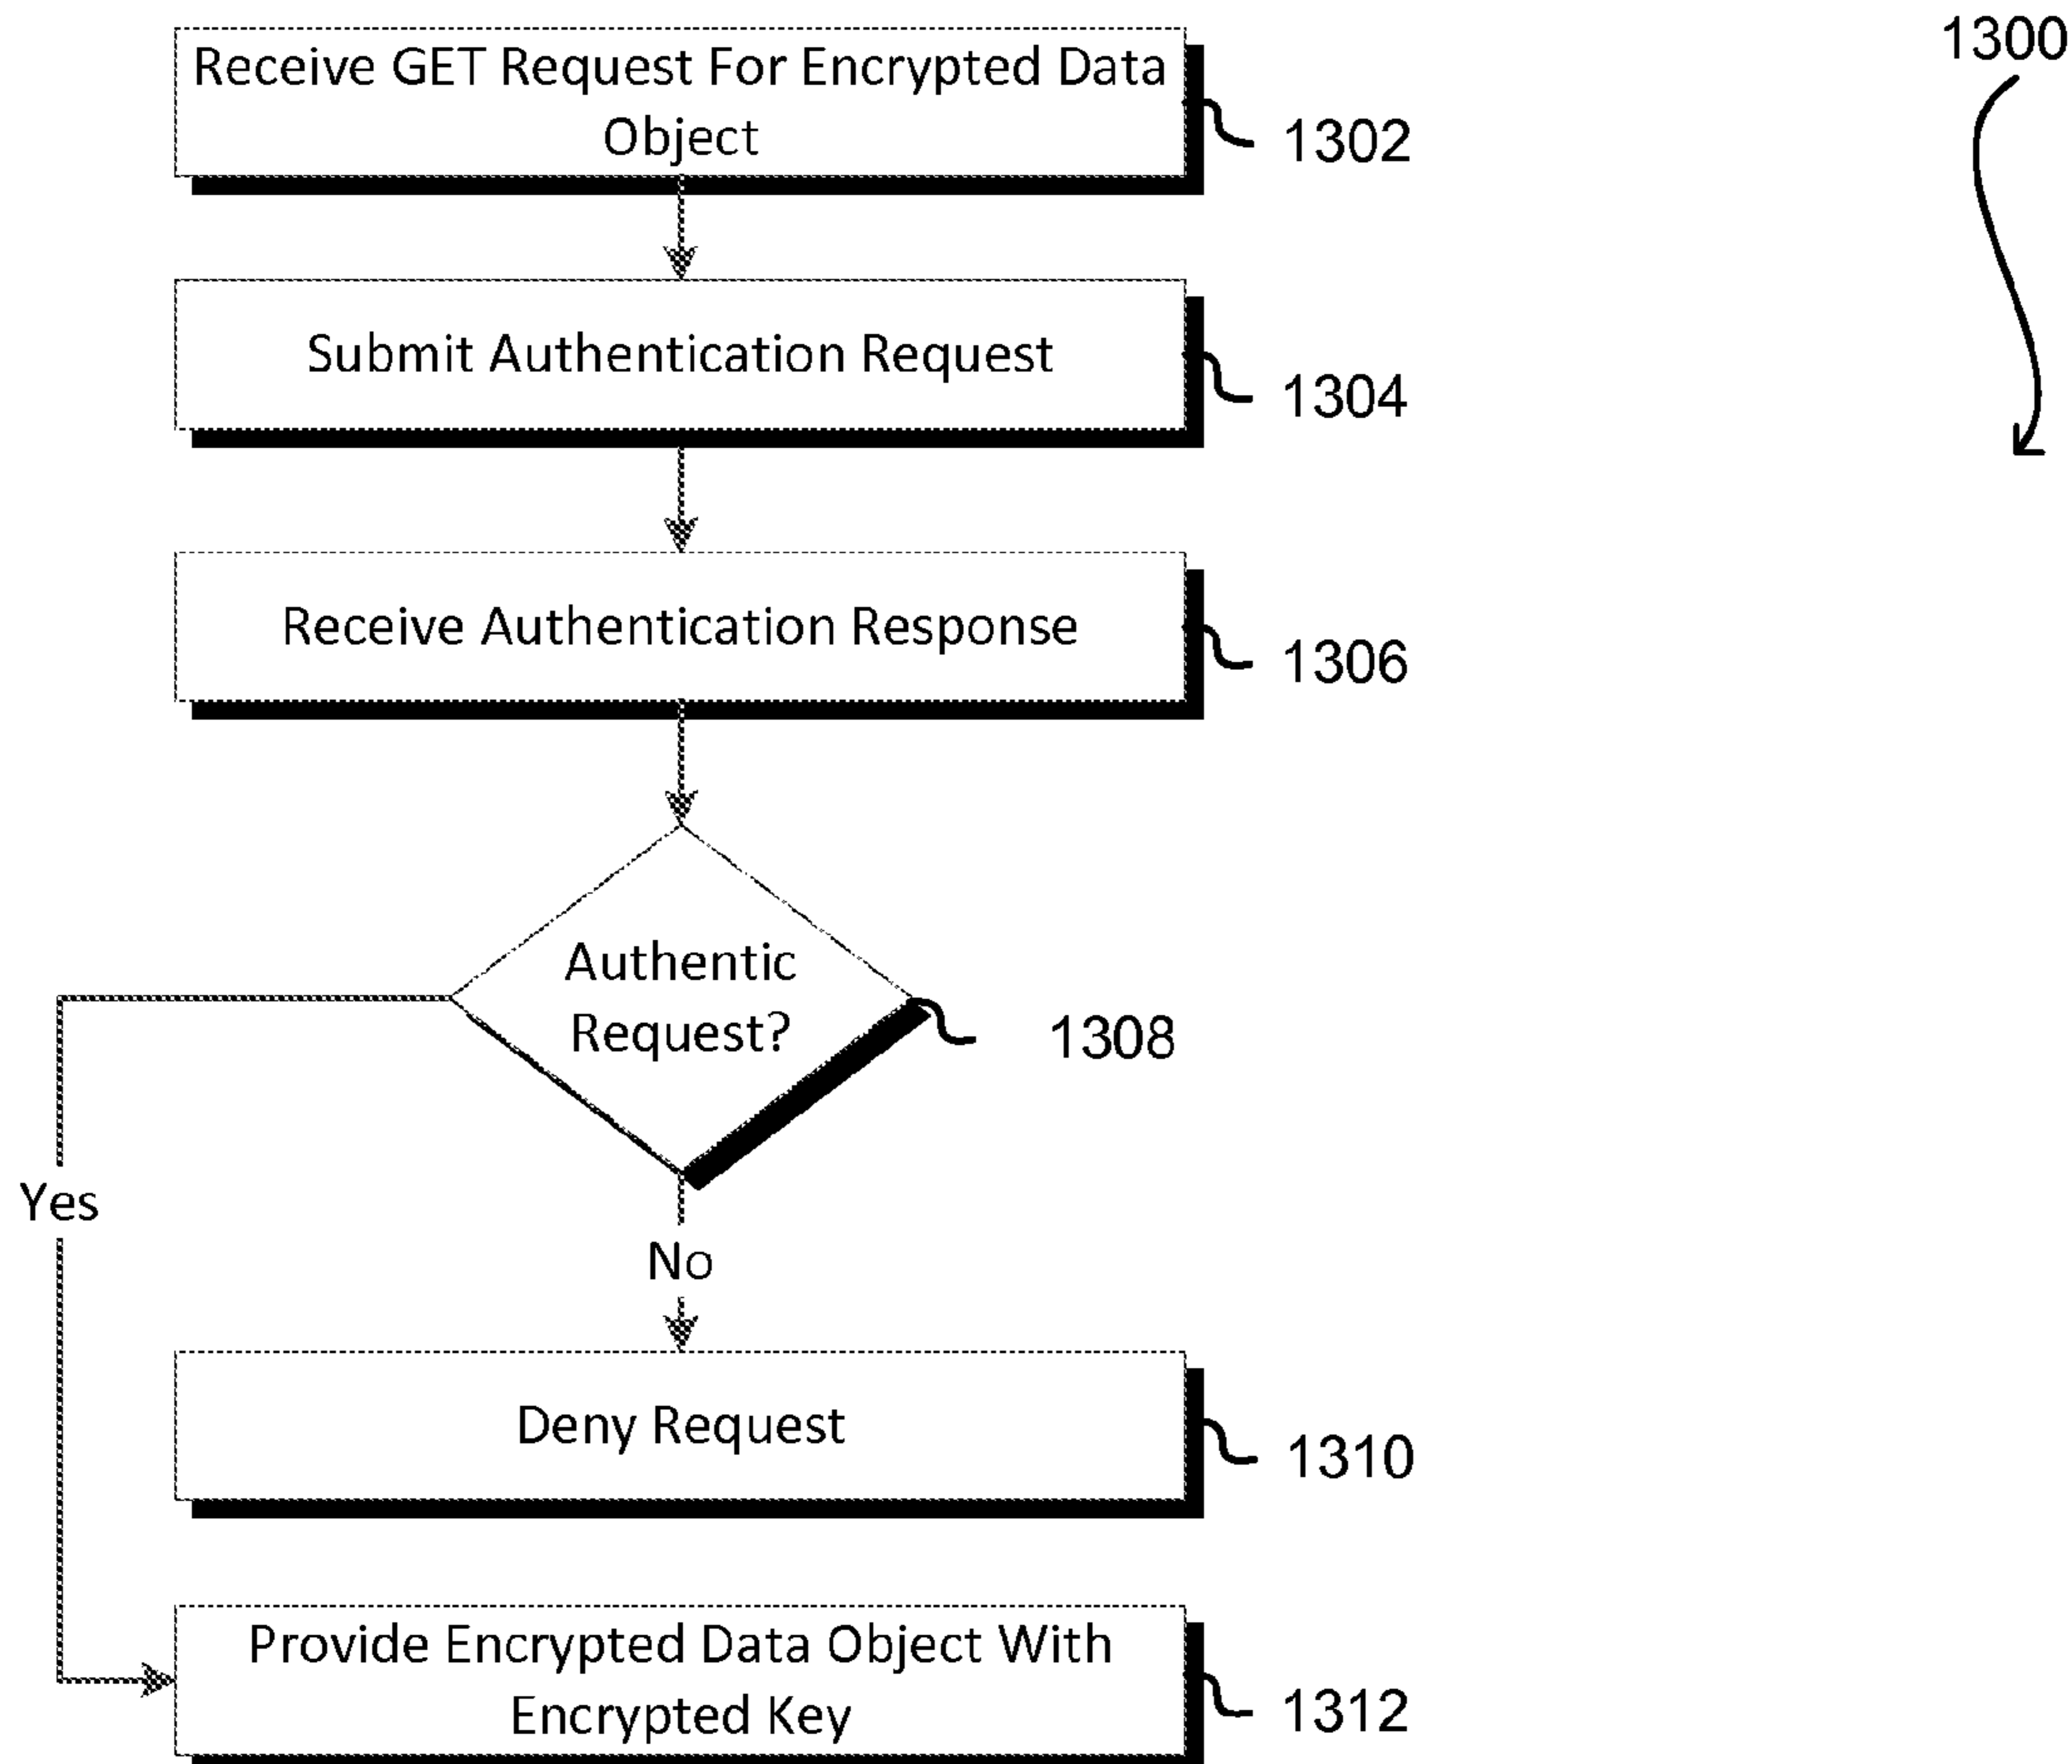 1300
Receive GET Request For Encrypted Data
Object
1302
Submit Authentication Request
1304
Receive Authentication Response
1306
Authentic
Request?
1308
Yes
No
Deny Request
1310
Provide Encrypted Data Object With
Encrypted Key
1312